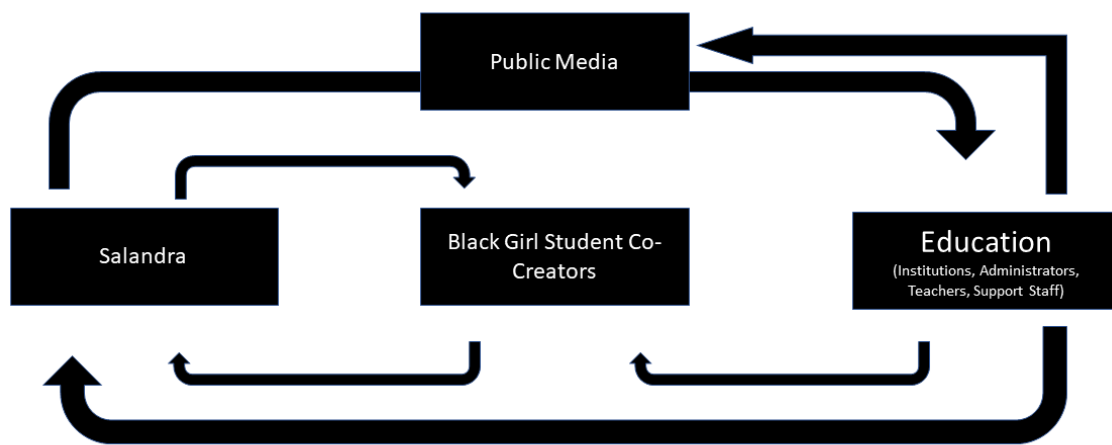 Public Media
Salandra
Black Girl Student Co-
Creators
Education
(Institutions, Administrators,
Teachers, Support Staff)